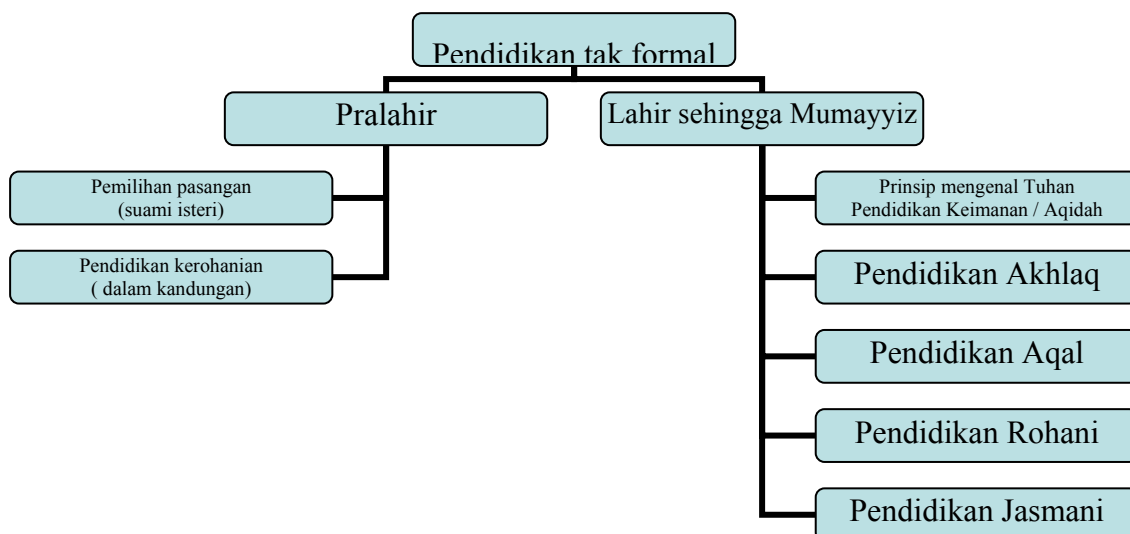 Pendidikan tak formal
Pralahir
Lahir sehingga Mumayyiz
Pemilihan pasangan
(suami isteri)
Pendidikan kerohanian
( dalam kandungan)
Prinsip mengenal Tuhan
Pendidikan Keimanan / Aqidah
Pendidikan Akhlaq
Pendidikan Aqal
Pendidikan Rohani
Pendidikan Jasmani